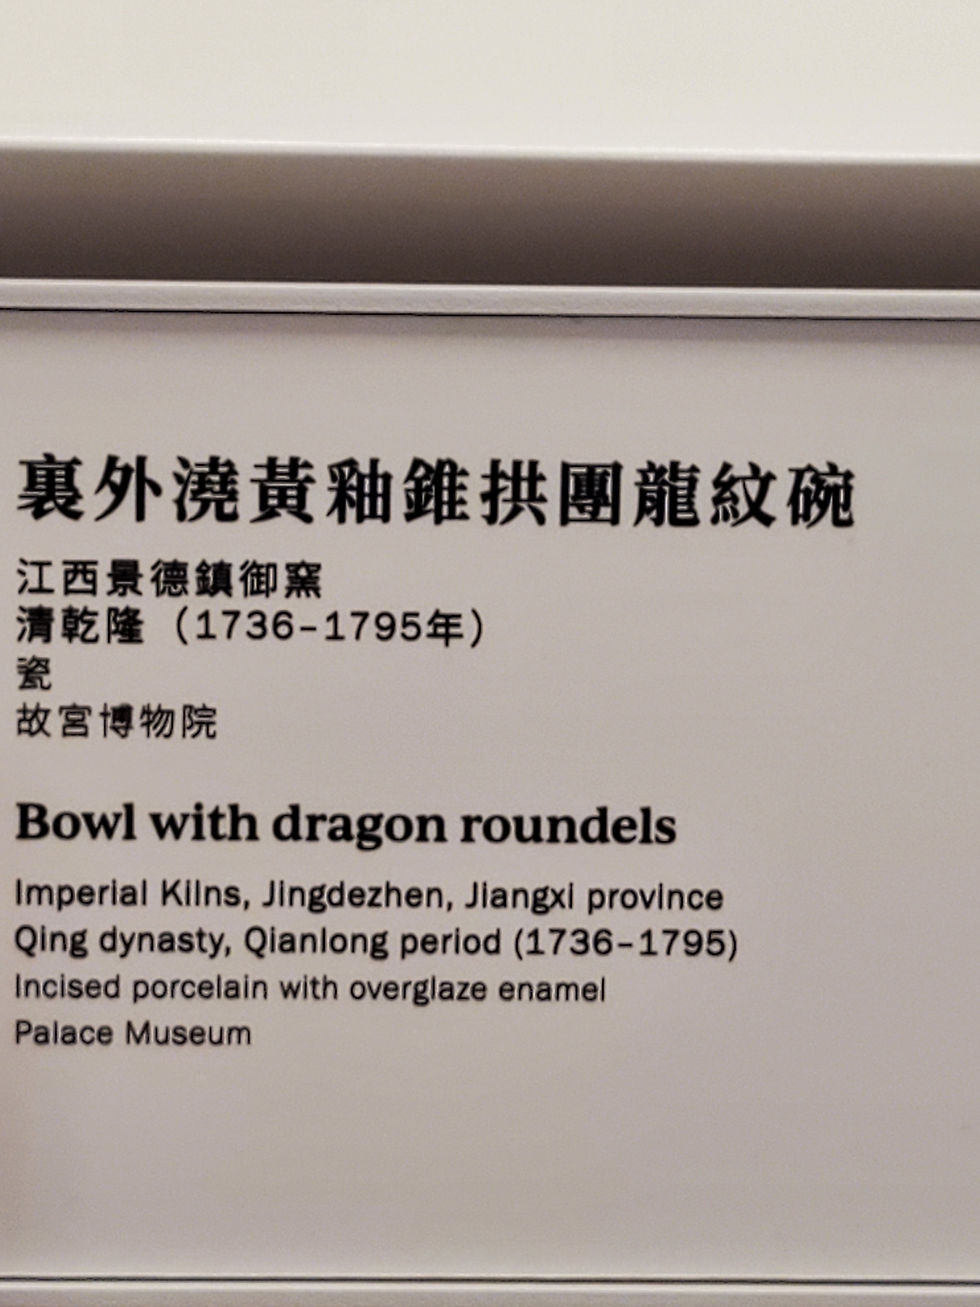 裏外澆黃釉錐拱團龍紋碗
江西景德鎮御窯
清乾隆（1736–1795年）
瓷
故宮博物院
Bowl with dragon roundels
Imperial Kilns, Jingdezhen, Jiangxi province
Qing dynasty, Qianlong period (1736–1795)
Incised porcelain with overglaze enamel
Palace Museum